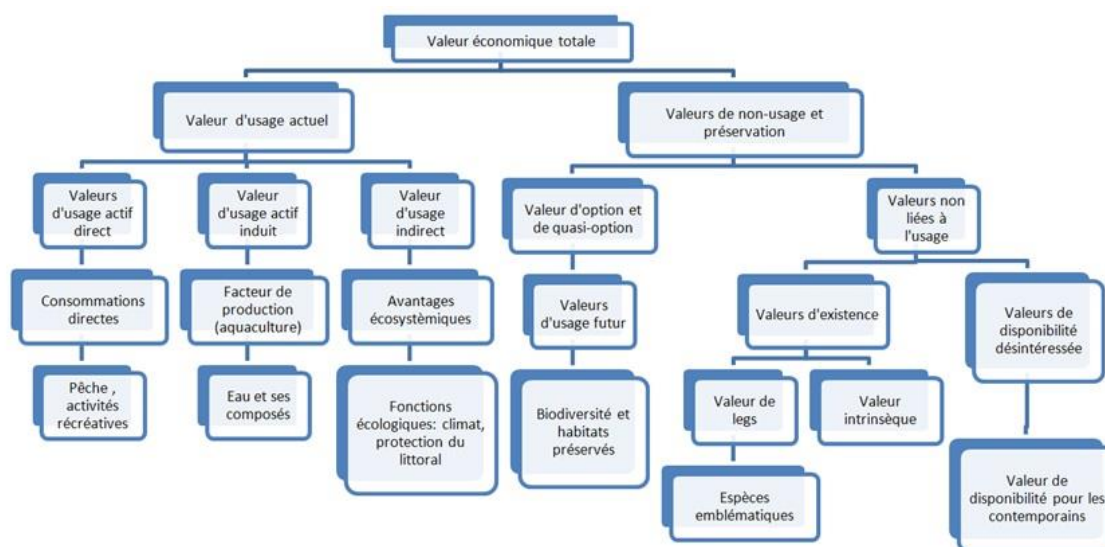 Valeur économique totale
Valeur d'usage actuel
Valeurs de non-usage et
préservation
Valeurs
d'usage actif
direct
Valeur
d'usage actif
induit
Valeur
d'usage
indirect
Valeur d'option et
de quasi-option
Valeurs non
liées à
l'usage
Consommations
directes
Facteur de
production
(aquaculture)
Avantages
écosystèmiques
Valeurs
d'usage futur
Valeurs d'existence
Valeurs de
disponibilité
désintéressée
Pêche ,
activités
récréatives
Eau et ses
composés
Fonctions
écologiques: climat,
protection du
littoral
Biodiversité et
habitats
préservés
Valeur de
legs
Valeur
intrinsèque
Espèces
emblématiques
Valeur de
disponibilité pour les
contemporains